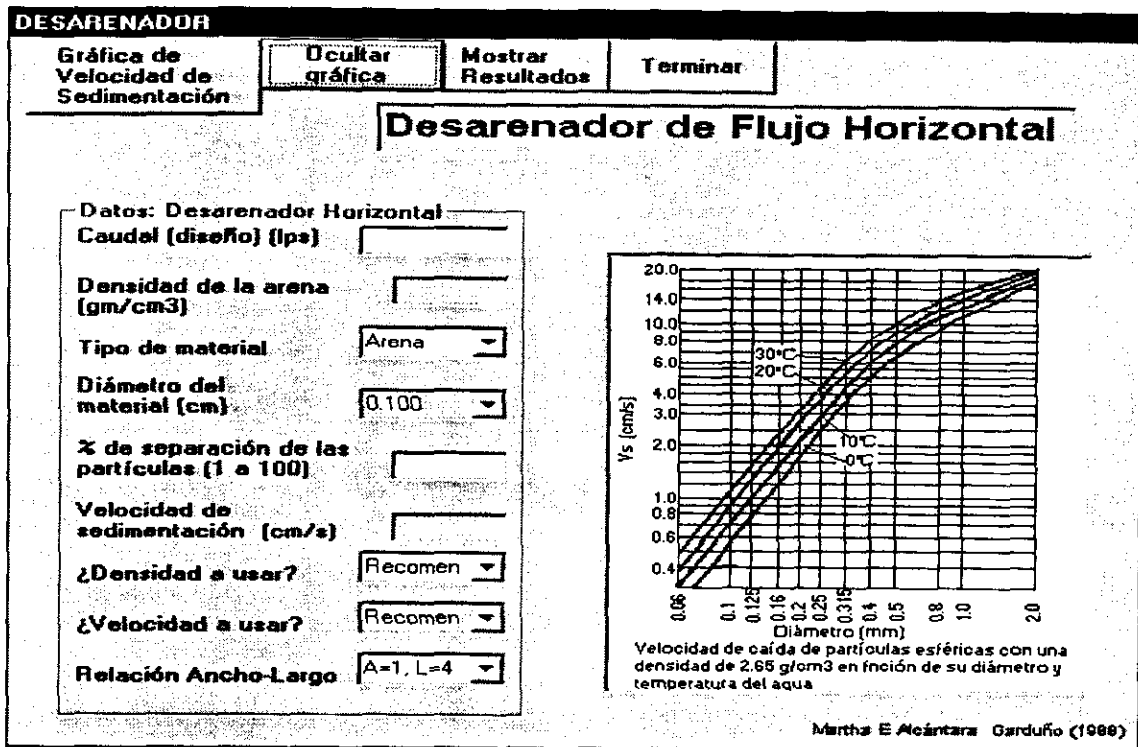 DESARENADOR
Gráfica de
Velocidad de
Sedimentación
Ocultar
gráfica
Mostrar
Resultados
Terminar
Desarenador de Flujo Horizontal
Datos: Desarenador Horizontal
Caudal (diseño) (lps)
Densidad de la arena
(gm/cm3)
Tipo de material
Arena
Diámetro del
material (cm)
0.100
% de separación de las
partículas (1 a 100)
Velocidad de
sedimentación (cm/s)
¿Densidad a usar?
Recomen
¿Velocidad a usar?
Recomen
Relación Ancho-Largo
A=1, L=4
20.0
14.0
10.0
8.0
6.0
4.0
3.0
2.0
1.0
0.8
0.6
0.4
Vs (cm/s)
30°C
20°C
10°C
0°C
0.06 0.1 0.125 0.16 0.2 0.25 0.315 0.4 0.5 0.8 1.0 2.0
Diàmetro (mm)
Velocidad de caída de partículas esféricas con una
densidad de 2.65 g/cm3 en fnción de su diámetro y
temperatura del agua
Martha E Alcántara Garduño (1988)